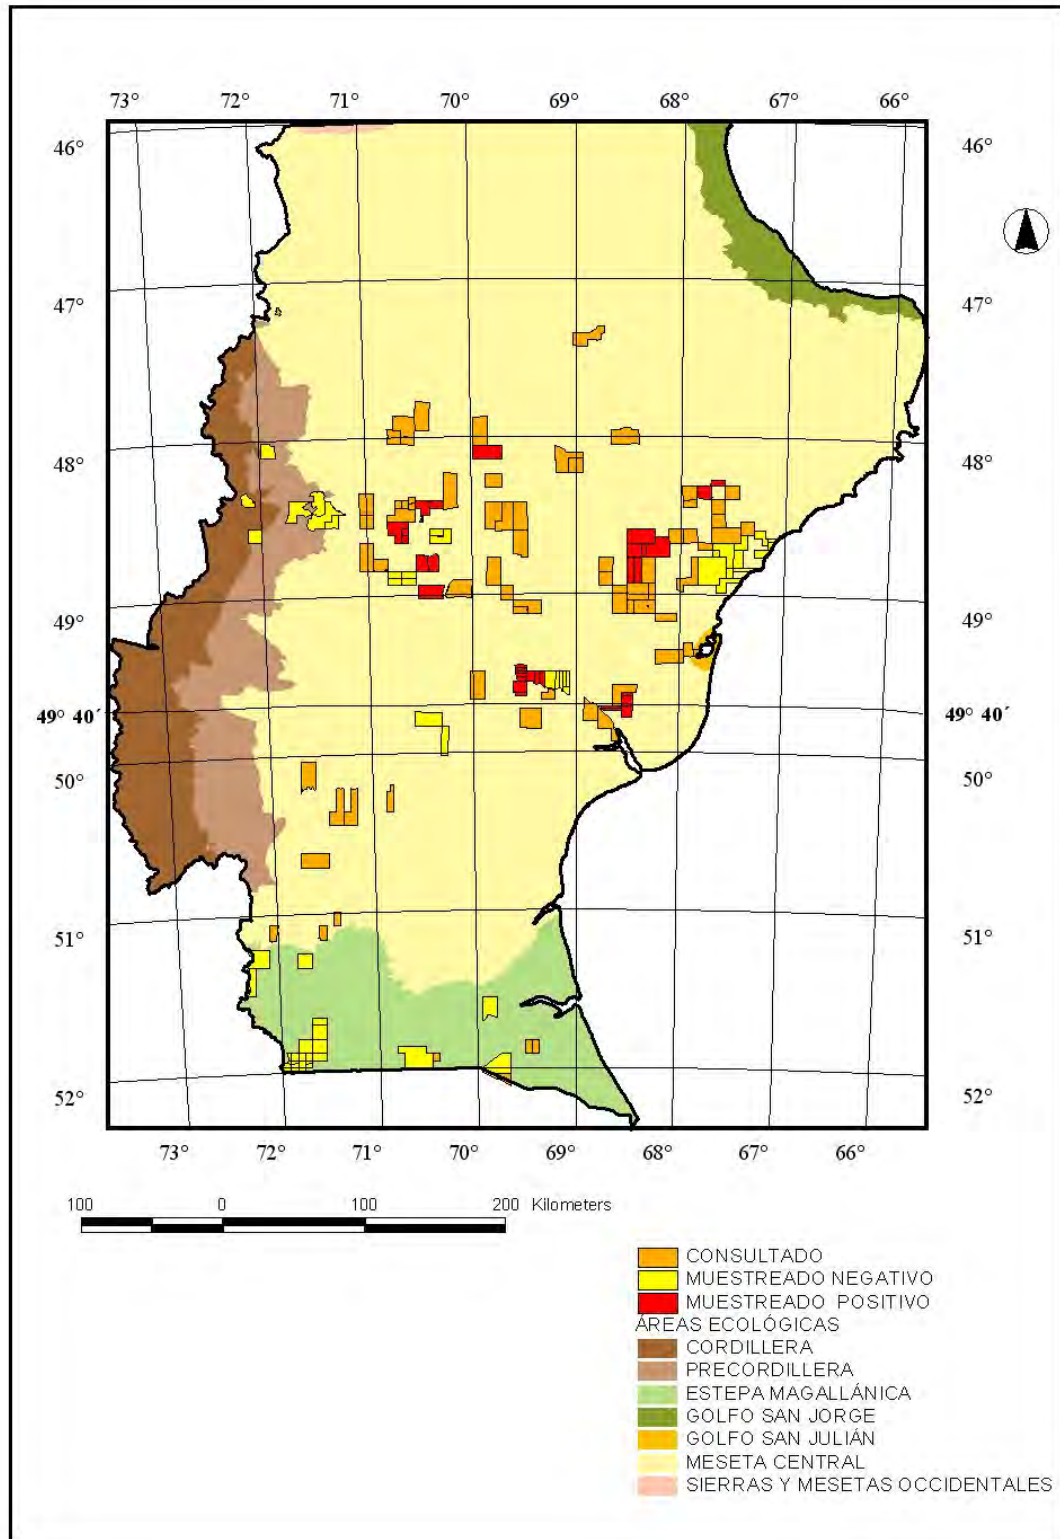 73° 72° 71° 70° 69° 68° 67° 66°
46° 46°
47° 47°
48° 48°
49° 49°
49° 40´ 49° 40´
50° 50°
51° 51°
52° 52°
73° 72° 71° 70° 69° 68° 67° 66°
100 0 100 200 Kilometers
CONSULTADO
MUESTREADO NEGATIVO
MUESTREADO POSITIVO
ÁREAS ECOLÓGICAS
CORDILLERA
PRECORDILLERA
ESTEPA MAGALLÁNICA
GOLFO SAN JORGE
GOLFO SAN JULIÁN
MESETA CENTRAL
SIERRAS Y MESETAS OCCIDENTALES